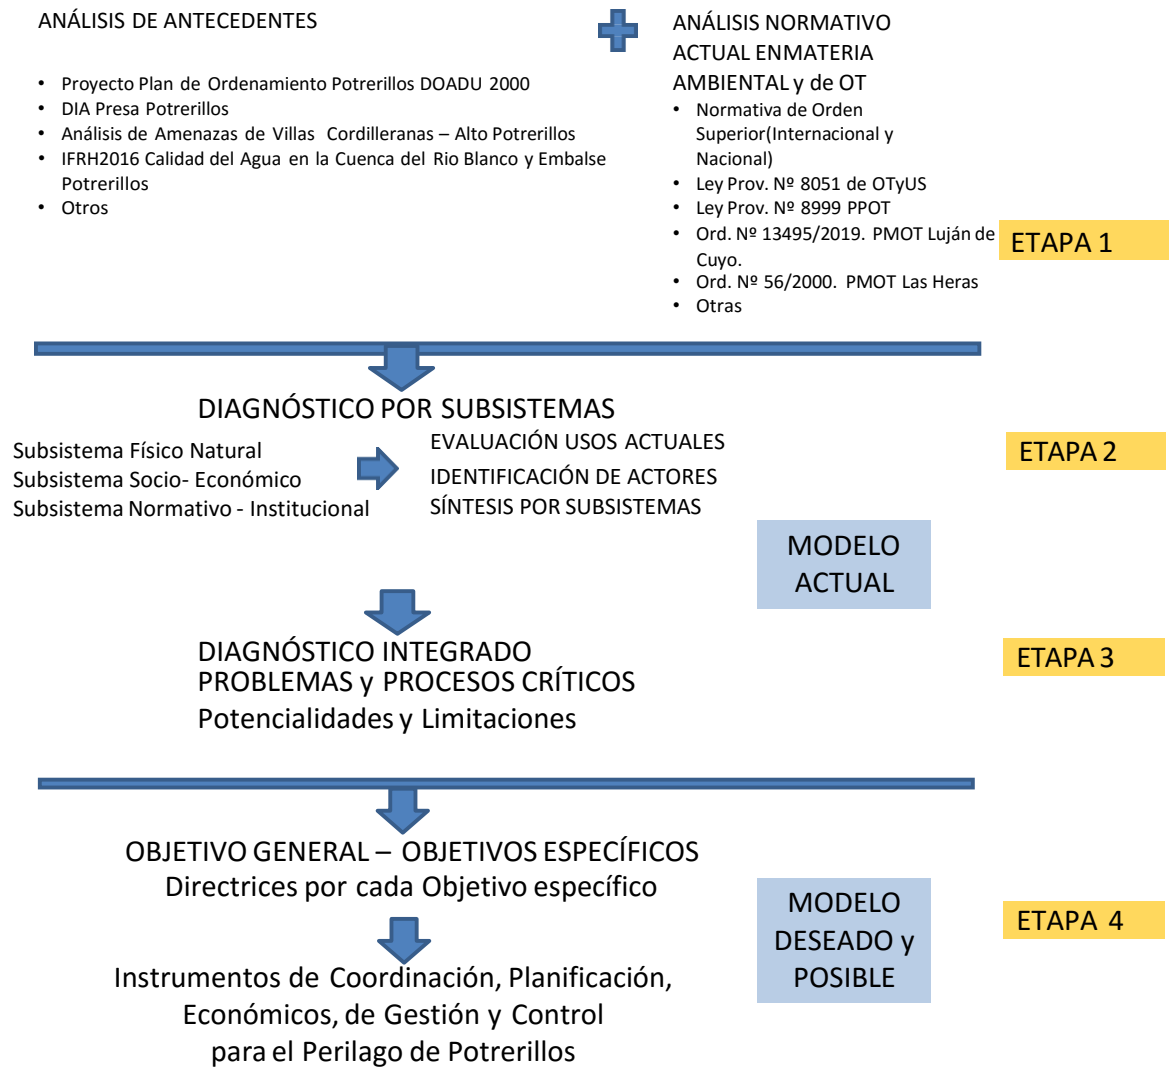 ANÁLISIS DE ANTECEDENTES
• Proyecto Plan de Ordenamiento Potrerillos DOADU 2000
• DIA Presa Potrerillos
• Análisis de Amenazas de Villas Cordilleranas – Alto Potrerillos
• IFRH2016 Calidad del Agua en la Cuenca del Rio Blanco y Embalse
Potrerillos
• Otros
ANÁLISIS NORMATIVO
ACTUAL ENMATERIA
AMBIENTAL y de OT
• Normativa de Orden
Superior(Internacional y
Nacional)
• Ley Prov. Nº 8051 de OTyUS
• Ley Prov. Nº 8999 PPOT
• Ord. Nº 13495/2019. PMOT Luján de
Cuyo.
• Ord. Nº 56/2000. PMOT Las Heras
• Otras
ETAPA 1
DIAGNÓSTICO POR SUBSISTEMAS
Subsistema Físico Natural
Subsistema Socio- Económico
Subsistema Normativo - Institucional
EVALUACIÓN USOS ACTUALES
IDENTIFICACIÓN DE ACTORES
SÍNTESIS POR SUBSISTEMAS
ETAPA 2
MODELO
ACTUAL
DIAGNÓSTICO INTEGRADO
PROBLEMAS y PROCESOS CRÍTICOS
Potencialidades y Limitaciones
ETAPA 3
OBJETIVO GENERAL – OBJETIVOS ESPECÍFICOS
Directrices por cada Objetivo específico
MODELO
DESEADO y
POSIBLE
ETAPA 4
Instrumentos de Coordinación, Planificación,
Económicos, de Gestión y Control
para el Perilago de Potrerillos